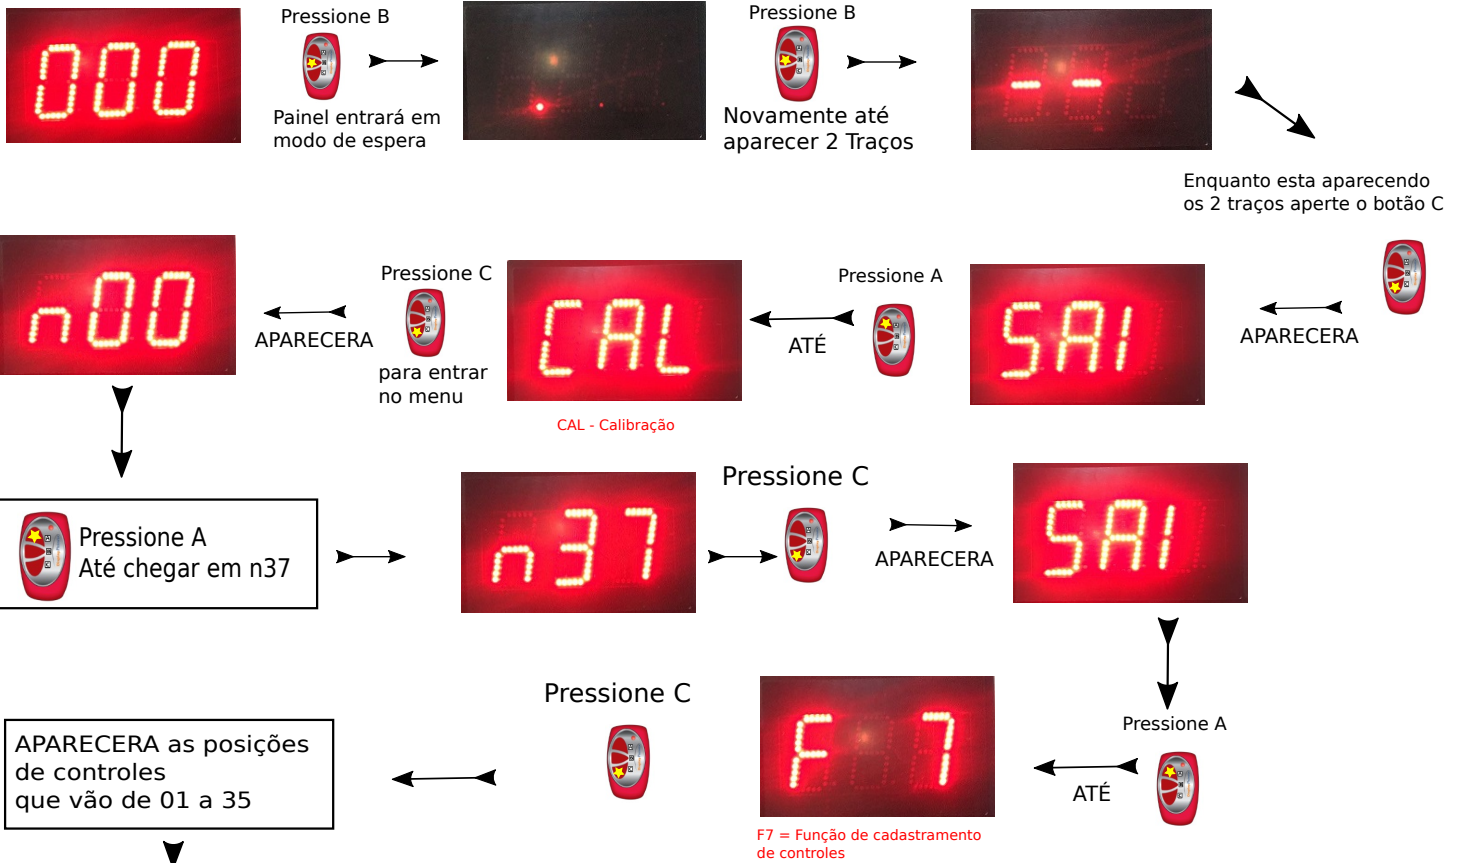 000
Pressione B
Painel entrará em
modo de espera
Pressione B
Novamente até
aparecer 2 Traços
--
Enquanto esta aparecendo
os 2 traços aperte o botão C
APARECERA
SAI
Pressione A
ATÉ
CAL
CAL - Calibração
Pressione C
para entrar
no menu
APARECERA
n00
Pressione A
Até chegar em n37
n37
Pressione C
APARECERA
SAI
Pressione A
ATÉ
F 7
F7 = Função de cadastramento
de controles
Pressione C
APARECERA as posições
de controles
que vão de 01 a 35